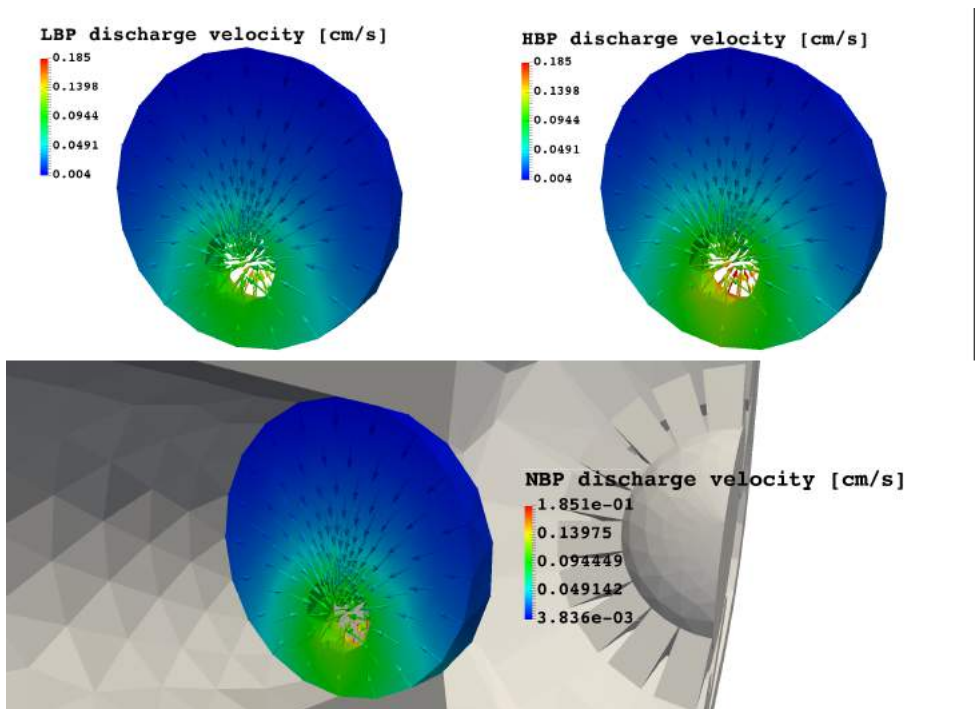 LBP discharge velocity [cm/s]
0.185
0.1398
0.0944
0.0491
0.004
HBP discharge velocity [cm/s]
0.185
0.1398
0.0944
0.0491
0.004
NBP discharge velocity [cm/s]
1.851e-01
0.13975
0.094449
0.049142
3.836e-03